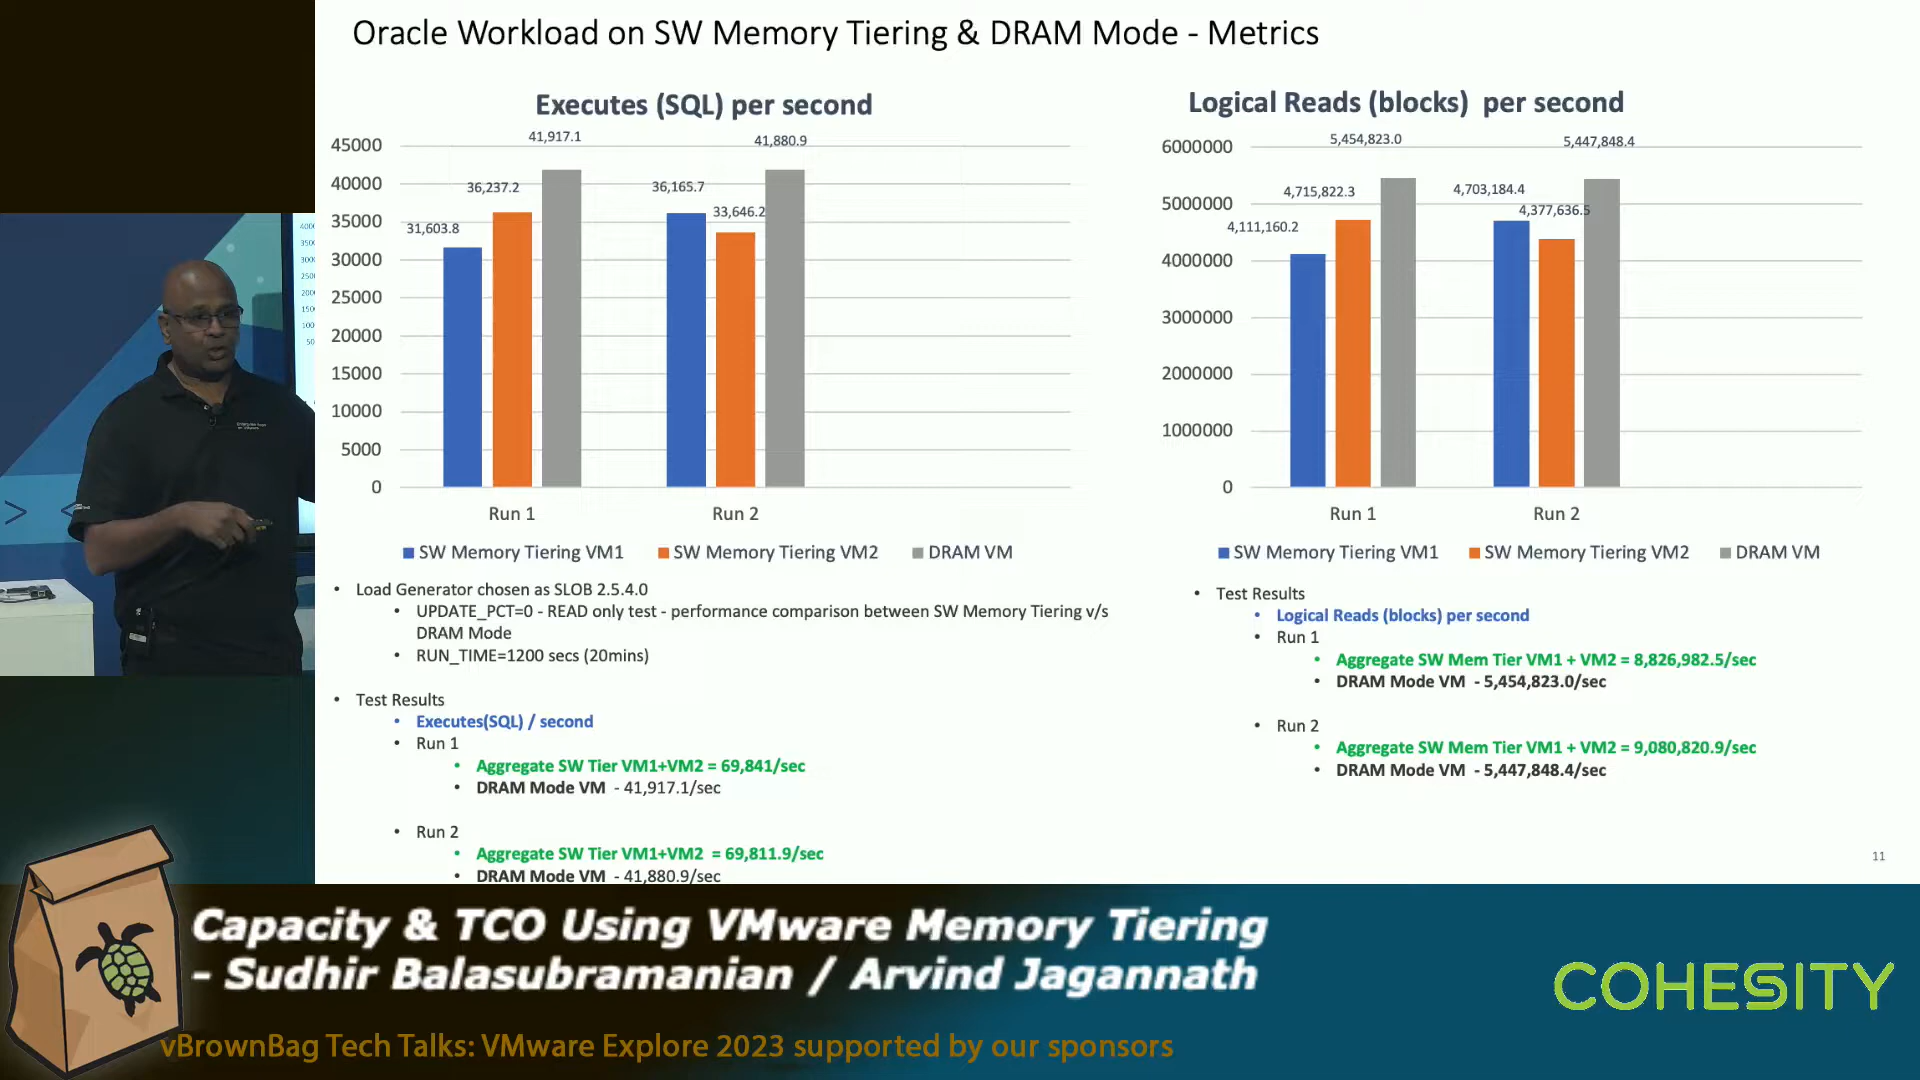 Oracle Workload on SW Memory Tiering & DRAM Mode - Metrics
Executes (SQL) per second
45000
40000
35000
30000
25000
20000
15000
10000
5000
0
41,917.1
36,237.2
31,603.8
41,880.9
36,165.7
33,646.2
Run 1
Run 2
SW Memory Tiering VM1
SW Memory Tiering VM2
DRAM VM
Logical Reads (blocks) per second
6000000
5000000
4000000
3000000
2000000
1000000
0
5,454,823.0
4,715,822.3
4,111,160.2
5,447,848.4
4,703,184.4
4,377,636.5
Run 1
Run 2
SW Memory Tiering VM1
SW Memory Tiering VM2
DRAM VM
• Load Generator chosen as SLOB 2.5.4.0
• UPDATE_PCT=0 - READ only test - performance comparison between SW Memory Tiering v/s
DRAM Mode
• RUN_TIME=1200 secs (20mins)
• Test Results
• Executes(SQL) / second
• Run 1
• Aggregate SW Tier VM1+VM2 = 69,841/sec
• DRAM Mode VM - 41,917.1/sec
• Run 2
• Aggregate SW Tier VM1+VM2 = 69,811.9/sec
• DRAM Mode VM - 41,880.9/sec
• Test Results
• Logical Reads (blocks) per second
• Run 1
• Aggregate SW Mem Tier VM1 + VM2 = 8,826,982.5/sec
• DRAM Mode VM - 5,454,823.0/sec
• Run 2
• Aggregate SW Mem Tier VM1 + VM2 = 9,080,820.9/sec
• DRAM Mode VM - 5,447,848.4/sec
11
Capacity & TCO Using VMware Memory Tiering
- Sudhir Balasubramanian / Arvind Jagannath
COHESITY
vBrownBag Tech Talks: VMware Explore 2023 supported by our sponsors